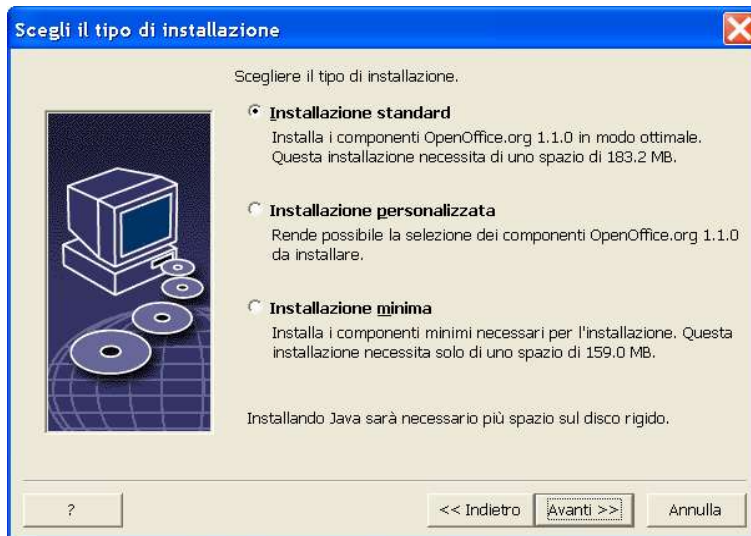 Scegli il tipo di installazione
Scegliere il tipo di installazione.
Installazione standard
Installa i componenti OpenOffice.org 1.1.0 in modo ottimale.
Questa installazione necessita di uno spazio di 183.2 MB.
Installazione personalizzata
Rende possibile la selezione dei componenti OpenOffice.org 1.1.0
da installare.
Installazione minima
Installa i componenti minimi necessari per l'installazione. Questa
installazione necessita solo di uno spazio di 159.0 MB.
Installando Java sarà necessario più spazio sul disco rigido.
?
<< Indietro
Avanti >>
Annulla